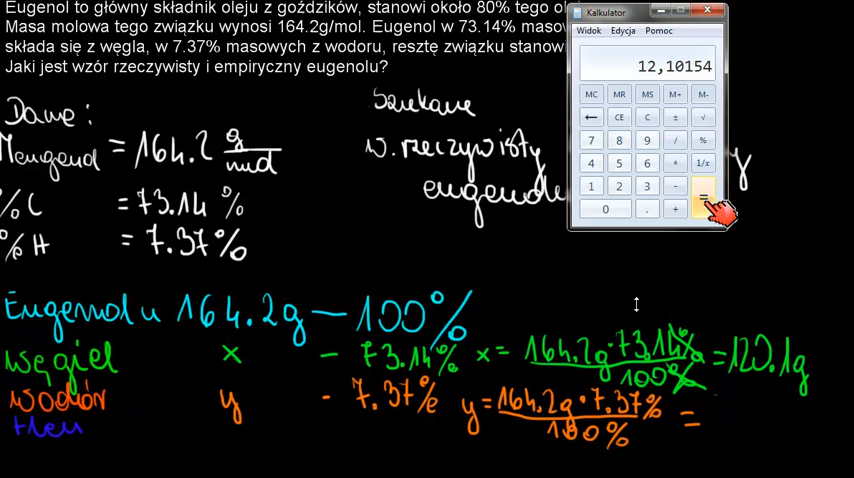 Eugenol to główny składnik oleju z goździków, stanowi około 80% tego ol
Masa molowa tego związku wynosi 164.2g/mol. Eugenol w 73.14% masow
składa się z węgla, w 7.37% masowych z wodoru, resztę związku stanowi
Jaki jest wzór rzeczywisty i empiryczny eugenolu?
Kalkulator
Widok Edycja Pomoc
12,10154
MC MR MS M+ M-
← CE C ± √
7 8 9 / %
4 5 6 * 1/x
1 2 3 - =
0 , +
Dane:
= 164.2 g
%C = 73.14 %
%H = 7.37%
Szukane
w. rzeczywisty
y
Eugenolu 164.2g — 100%
węgiel x - 73.14% x = 164.2g·73.14% = 120.1g
100%
wodór y - 7.37% y = 164.2g·7.37% =
100%
tlen